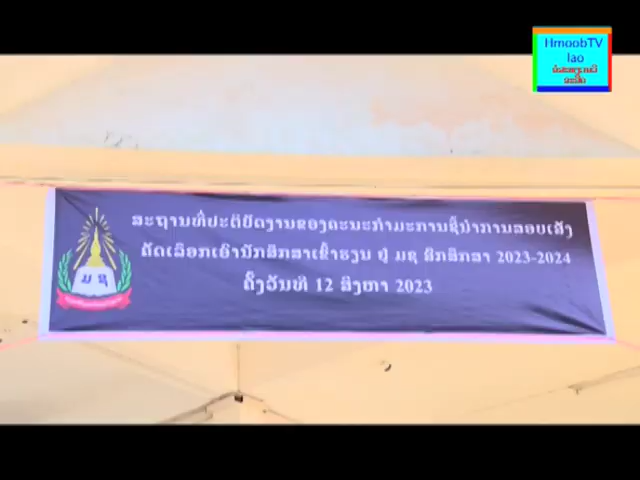 HmoobTV
lao
ສະຖານທີ່ປະຕິບັດງານຂອງຄະນະກໍາມະການຊີ້ນໍາການສອບເສັງ
ຄັດເລືອກເອົານັກສຶກສາເຂົ້າຮຽນ ຢູ່ ມຊ ສົກສຶກສາ 2023-2024
ຄັ້ງວັນທີ 12 ສິງຫາ 2023
ມ ຊ